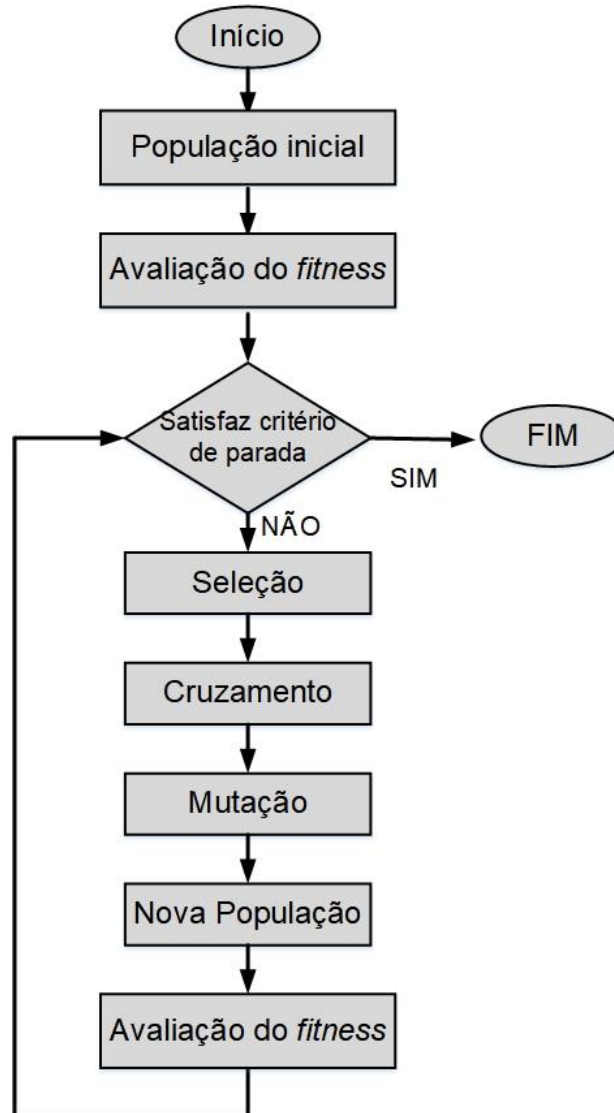 Início
População inicial
Avaliação do fitness
Satisfaz critério
de parada
FIM
SIM
NÃO
Seleção
Cruzamento
Mutação
Nova População
Avaliação do fitness